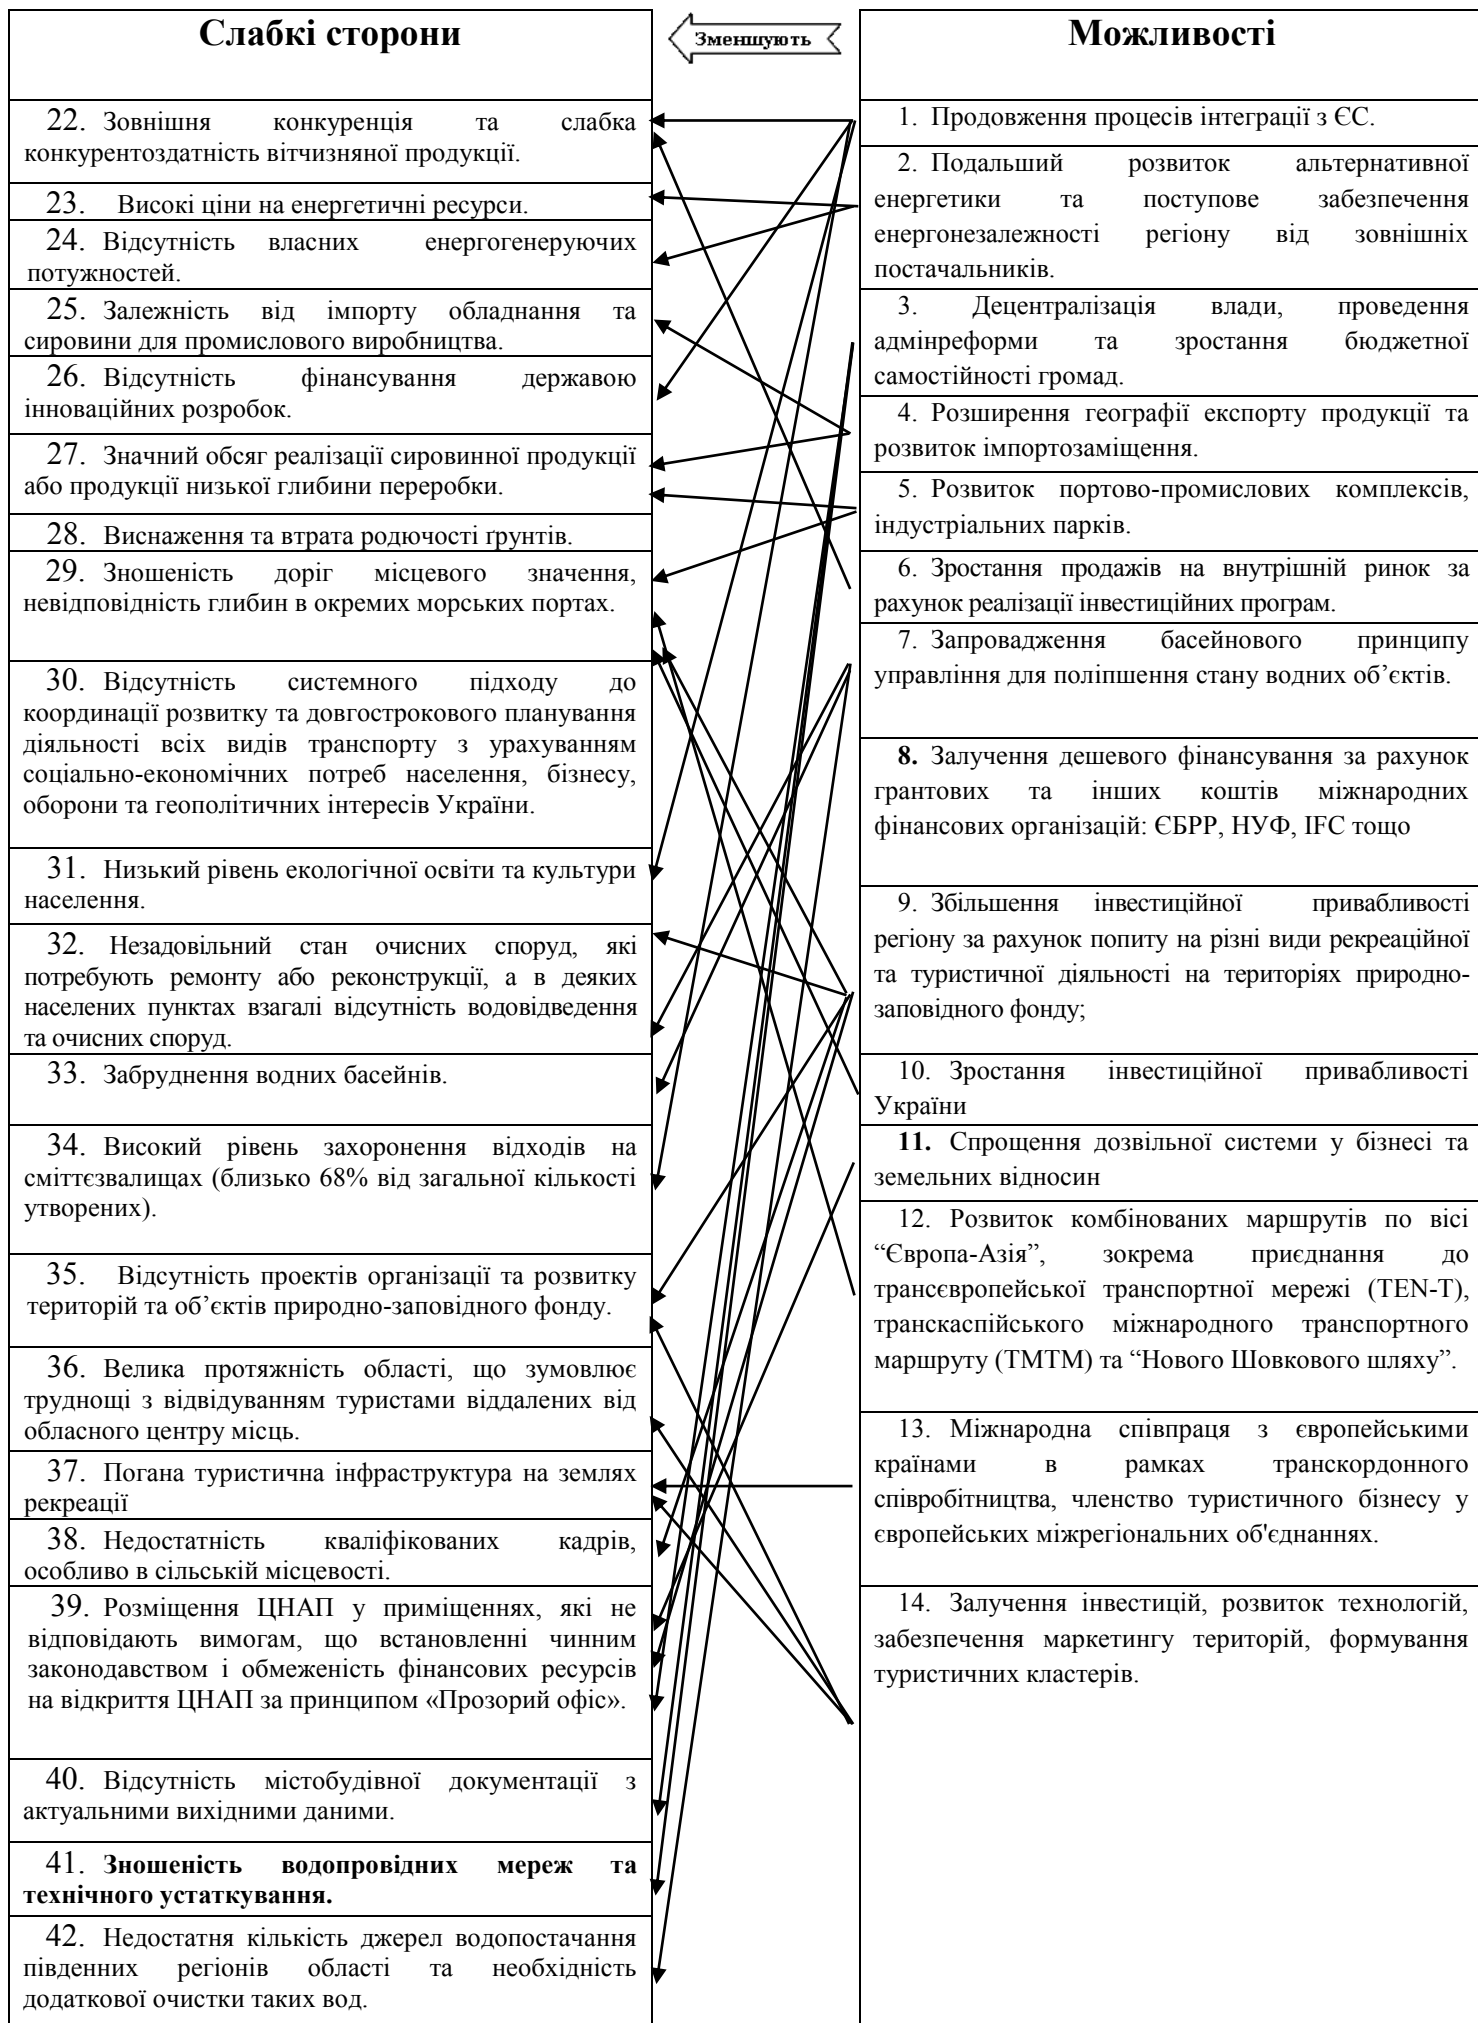 Слабкі сторони
22. Зовнішня конкуренція та слабка
конкурентоздатність вітчизняної продукції.
23. Високі ціни на енергетичні ресурси.
24. Відсутність власних енергогенеруючих
потужностей.
25. Залежність від імпорту обладнання та
сировини для промислового виробництва.
26. Відсутність фінансування державою
інноваційних розробок.
27. Значний обсяг реалізації сировинної продукції
або продукції низької глибини переробки.
28. Виснаження та втрата родючості ґрунтів.
29. Зношеність доріг місцевого значення,
невідповідність глибин в окремих морських портах.
30. Відсутність системного підходу до
координації розвитку та довгострокового планування
діяльності всіх видів транспорту з урахуванням
соціально-економічних потреб населення, бізнесу,
оборони та геополітичних інтересів України.
31. Низький рівень екологічної освіти та культури
населення.
32. Незадовільний стан очисних споруд, які
потребують ремонту або реконструкції, а в деяких
населених пунктах взагалі відсутність водовідведення
та очисних споруд.
33. Забруднення водних басейнів.
34. Високий рівень захоронення відходів на
сміттєзвалищах (близько 68% від загальної кількості
утворених).
35. Відсутність проектів організації та розвитку
територій та об’єктів природно-заповідного фонду.
36. Велика протяжність області, що зумовлює
труднощі з відвідуванням туристами віддалених від
обласного центру місць.
37. Погана туристична інфраструктура на землях
рекреації
38. Недостатність кваліфікованих кадрів,
особливо в сільській місцевості.
39. Розміщення ЦНАП у приміщеннях, які не
відповідають вимогам, що встановленні чинним
законодавством і обмеженість фінансових ресурсів
на відкриття ЦНАП за принципом «Прозорий офіс».
40. Відсутність містобудівної документації з
актуальними вихідними даними.
41. Зношеність водопровідних мереж та
технічного устаткування.
42. Недостатня кількість джерел водопостачання
південних регіонів області та необхідність
додаткової очистки таких вод.
Зменшують
Можливості
1. Продовження процесів інтеграції з ЄС.
2. Подальший розвиток альтернативної
енергетики та поступове забезпечення
енергонезалежності регіону від зовнішніх
постачальників.
3. Децентралізація влади, проведення
адмінреформи та зростання бюджетної
самостійності громад.
4. Розширення географії експорту продукції та
розвиток імпортозаміщення.
5. Розвиток портово-промислових комплексів,
індустріальних парків.
6. Зростання продажів на внутрішній ринок за
рахунок реалізації інвестиційних програм.
7. Запровадження басейнового принципу
управління для поліпшення стану водних об’єктів.
8. Залучення дешевого фінансування за рахунок
грантових та інших коштів міжнародних
фінансових організацій: ЄБРР, НУФ, IFC тощо
9. Збільшення інвестиційної привабливості
регіону за рахунок попиту на різні види рекреаційної
та туристичної діяльності на територіях природно-
заповідного фонду;
10. Зростання інвестиційної привабливості
України
11. Спрощення дозвільної системи у бізнесі та
земельних відносин
12. Розвиток комбінованих маршрутів по вісі
“Європа-Азія”, зокрема приєднання до
трансєвропейської транспортної мережі (TEN-T),
транскаспійського міжнародного транспортного
маршруту (ТМТМ) та “Нового Шовкового шляху”.
13. Міжнародна співпраця з європейськими
країнами в рамках транскордонного
співробітництва, членство туристичного бізнесу у
європейських міжрегіональних об'єднаннях.
14. Залучення інвестицій, розвиток технологій,
забезпечення маркетингу територій, формування
туристичних кластерів.